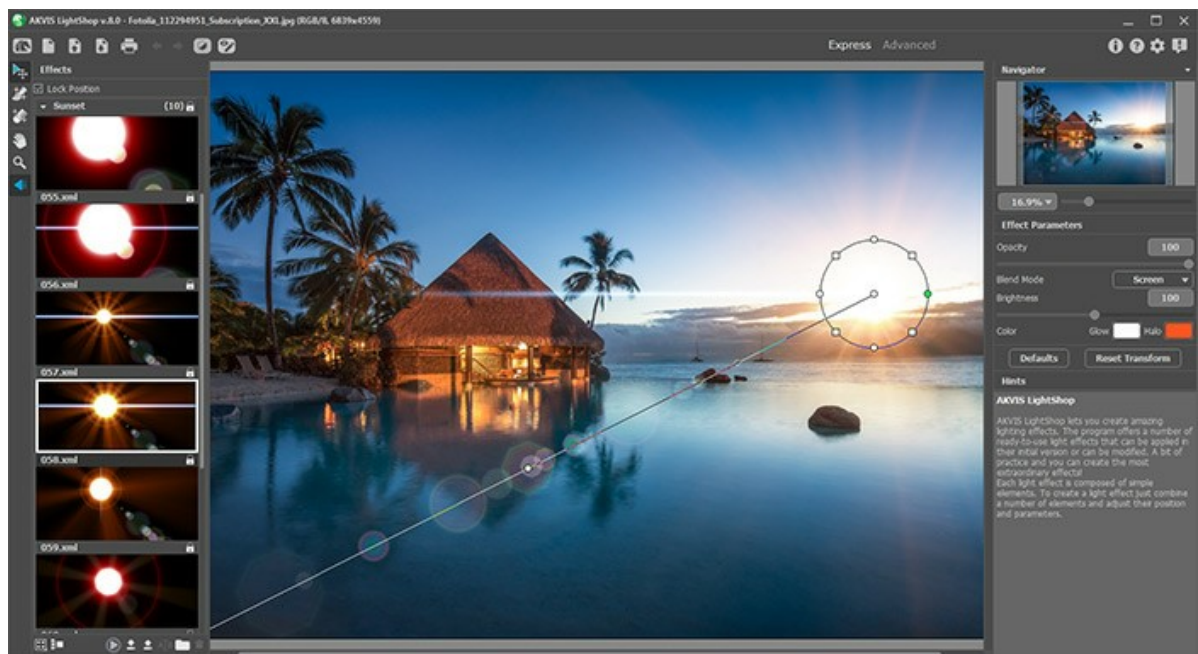 AKVIS LightShop v.8.0 - Fotolia_112294951_Subscription_XXL.jpg (RGB/8, 6839x4559)
Express Advanced
Effects
Lock Position
Sunset (10)
055.xml
056.xml
057.xml
058.xml
059.xml
Navigator
16.9%
Effect Parameters
Opacity 100
Blend Mode Screen
Brightness 100
Color Glow Halo
Defaults Reset Transform
Hints
AKVIS LightShop
AKVIS LightShop lets you create amazing
lighting effects. The program offers a number of
ready-to-use light effects that can be applied in
their initial version or can be modified. A bit of
practice and you can create the most
extraordinary effects!
Each light effect is composed of simple
elements. To create a light effect just combine
a number of elements and adjust their position
and parameters.